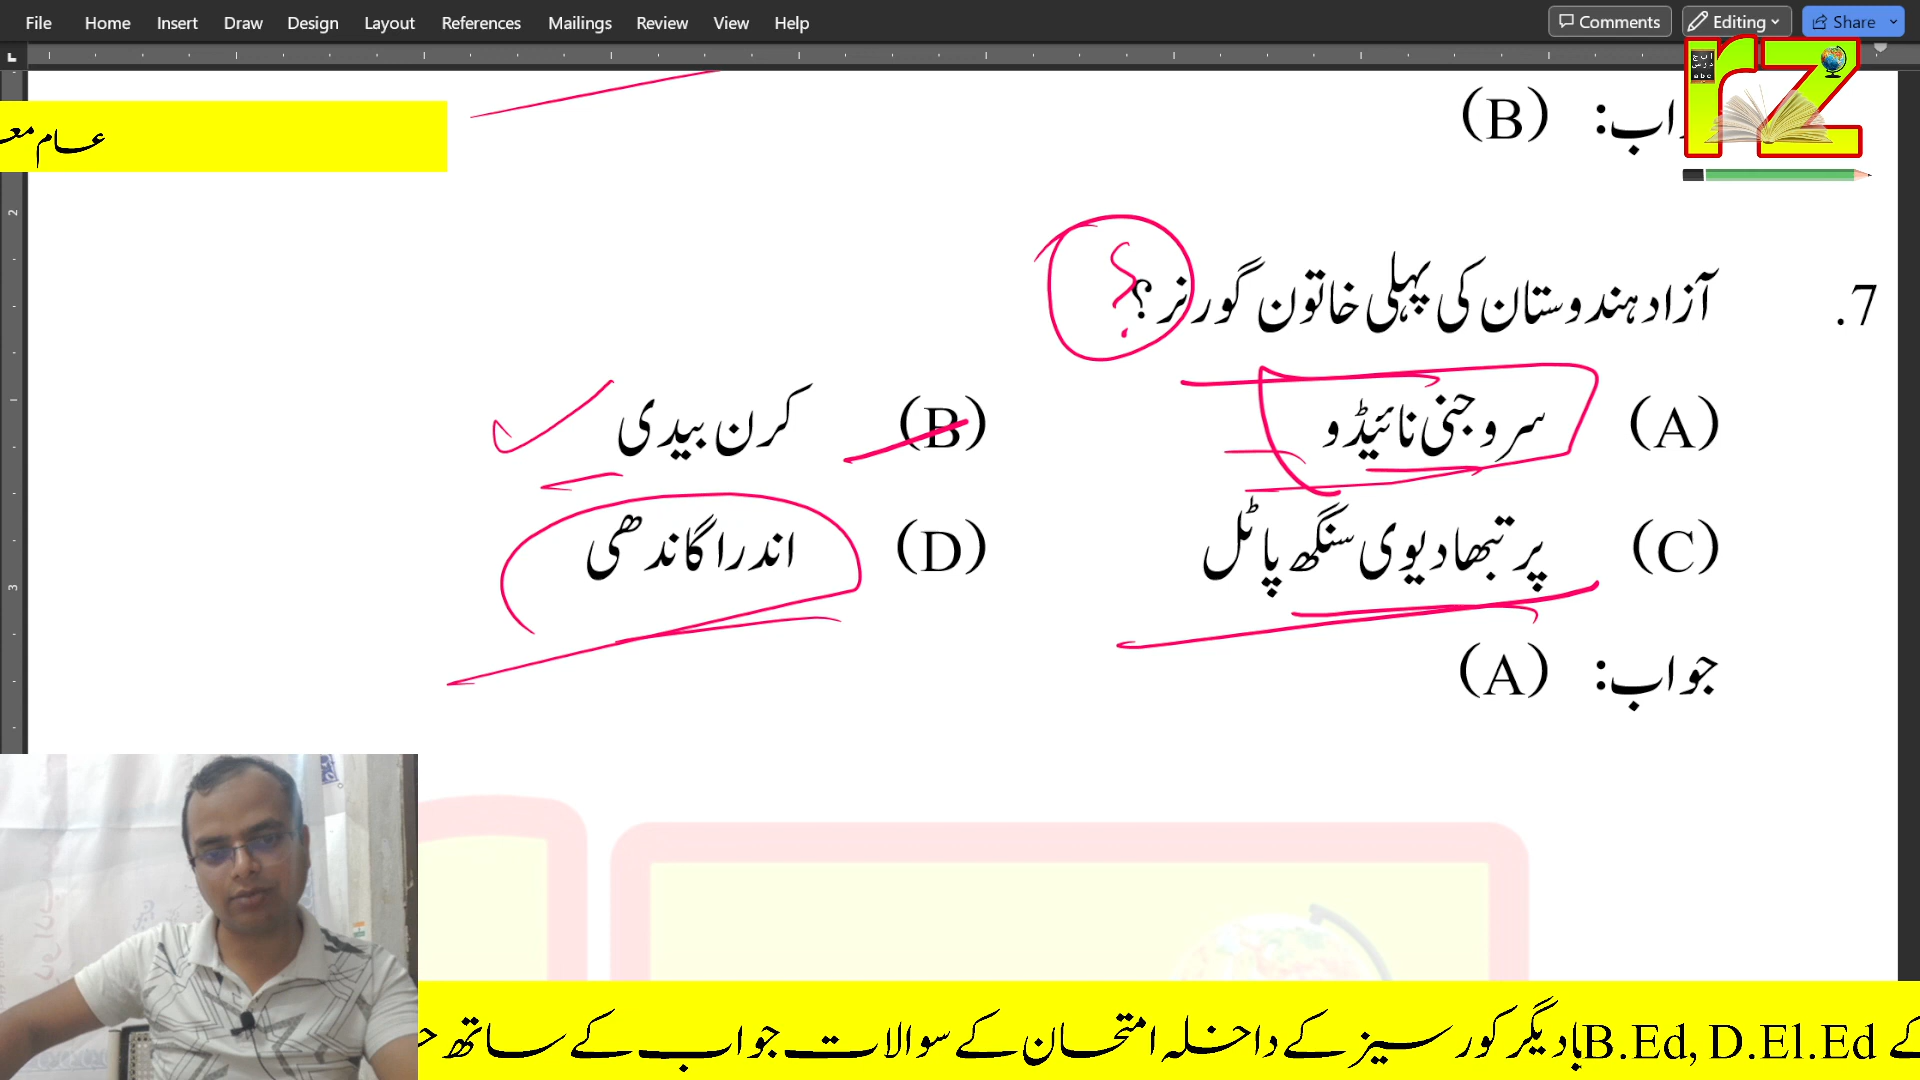 File Home Insert Draw Design Layout References Mailings Review View Help Comments Editing Share
عام
(B)
7. آزاد ہندوستان کی پہلی خاتون گورنر؟
(A) سروجنی نائیڈو (B) کرن بیدی
(C) پرتبھا دیوی سنگھ پاٹل (D) اندرا گاندھی
جواب: (A)
کے B.Ed, D.El.Ed یا دیگر کورسیز کے داخلہ امتحان کے سوالات جواب کے ساتھ